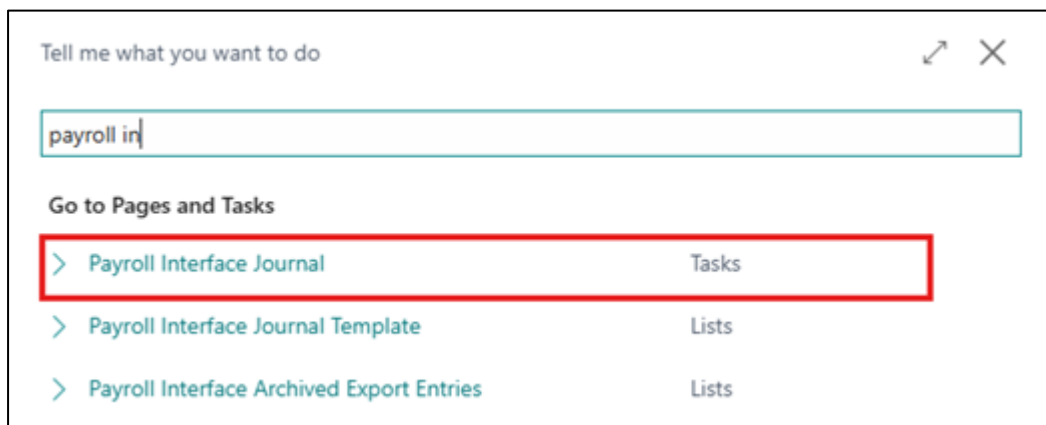 Tell me what you want to do
payroll in
Go to Pages and Tasks
Payroll Interface Journal Tasks
Payroll Interface Journal Template Lists
Payroll Interface Archived Export Entries Lists